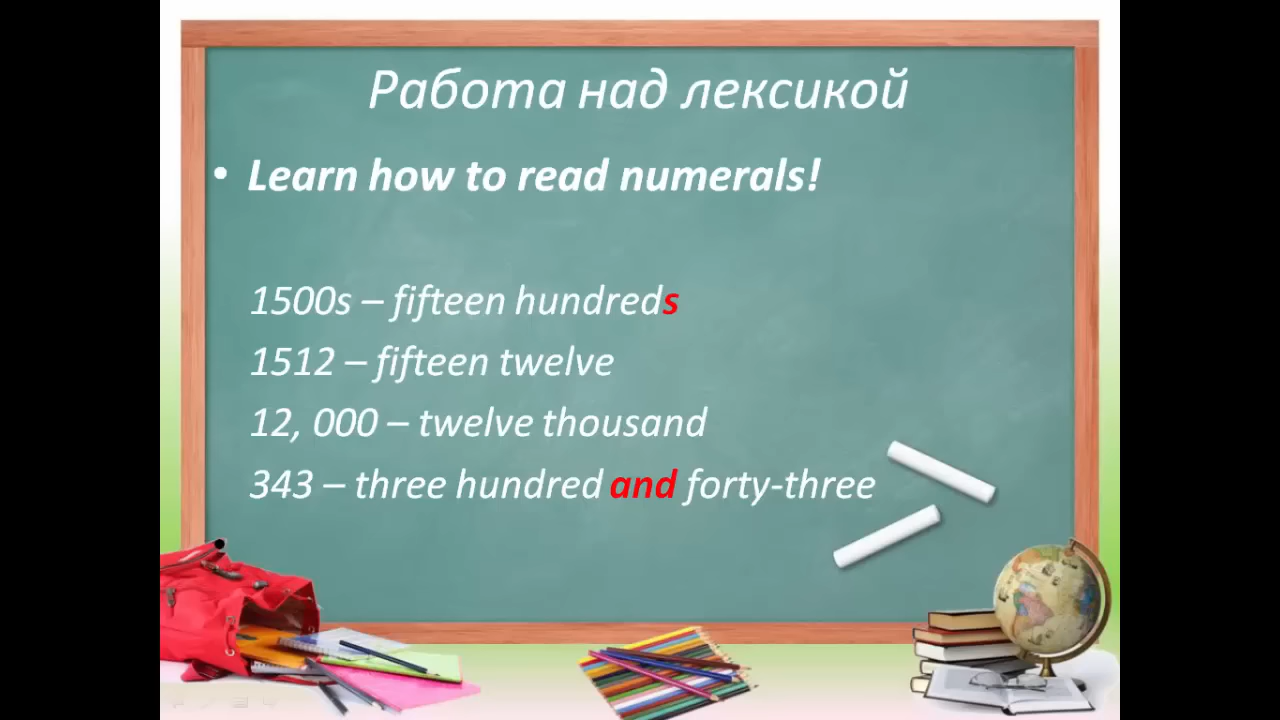 Работа над лексикой
• Learn how to read numerals!
1500s – fifteen hundreds
1512 – fifteen twelve
12, 000 – twelve thousand
343 – three hundred and forty-three